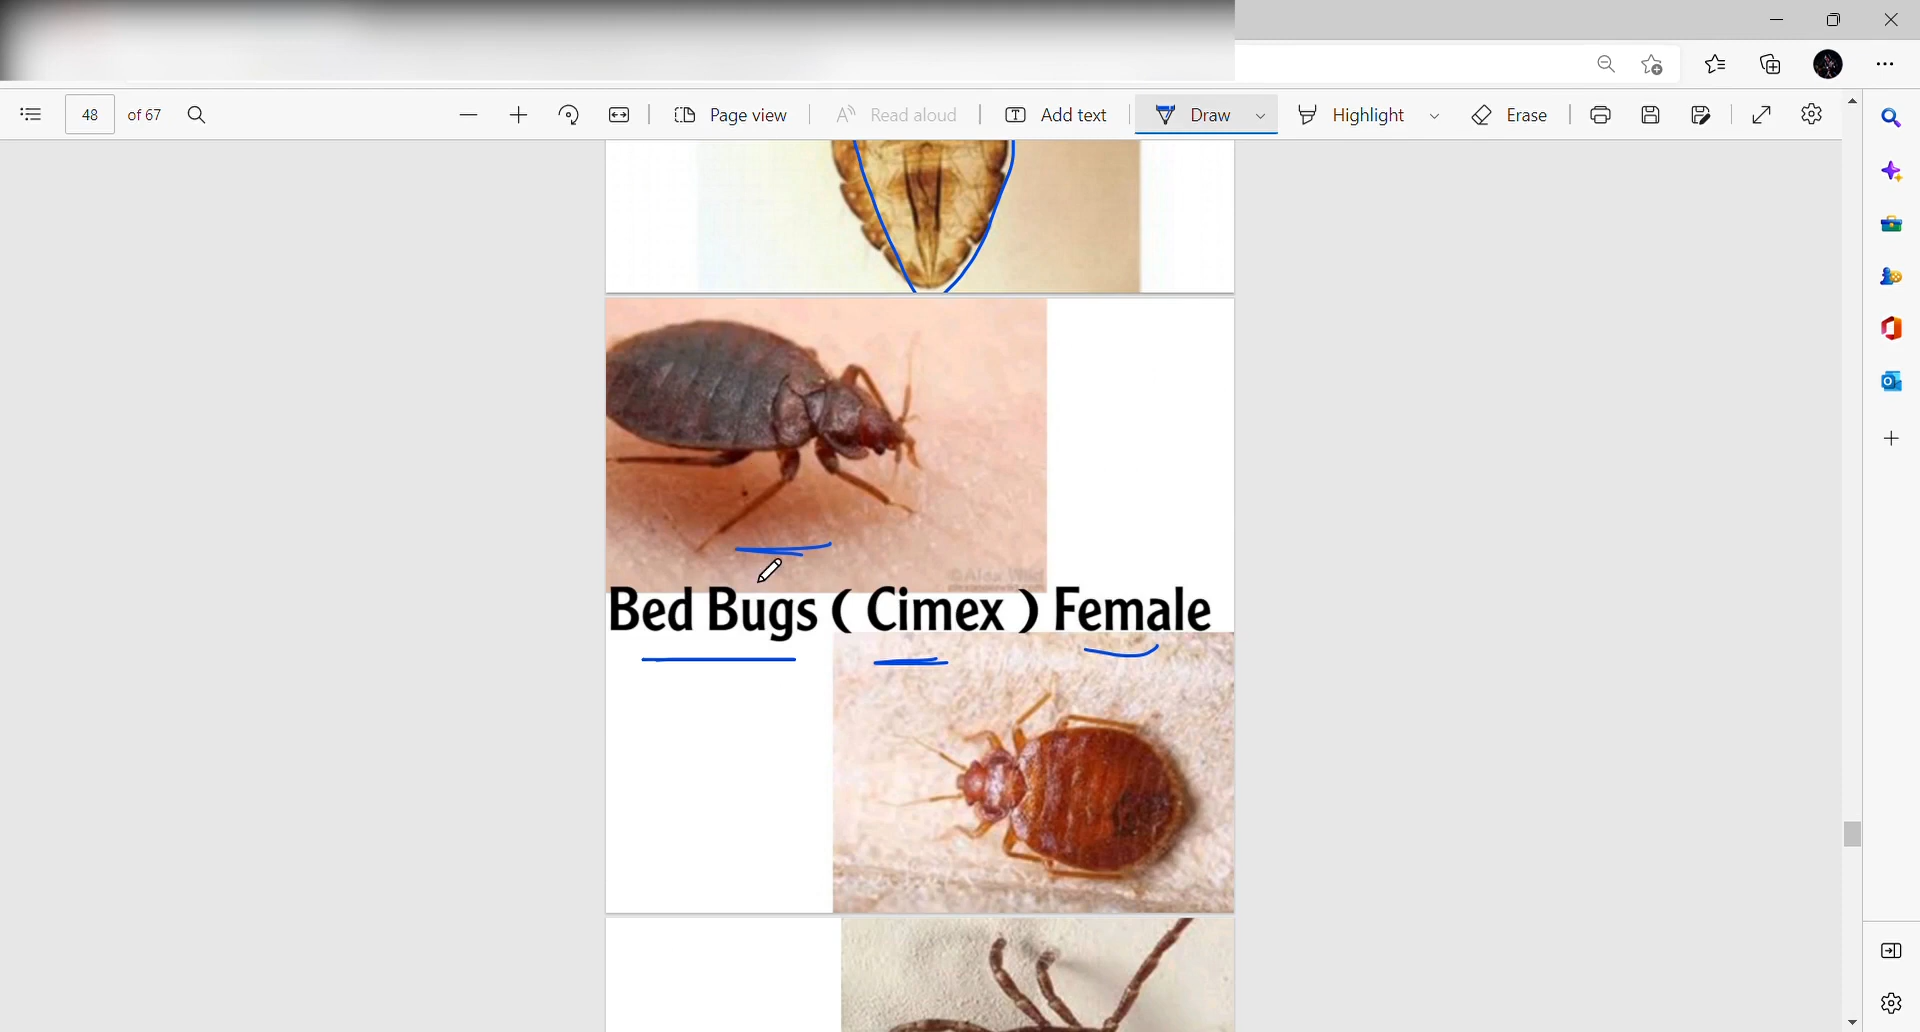 48 of 67 Page view Read aloud Add text Draw Highlight Erase
Bed Bugs ( Cimex ) Female